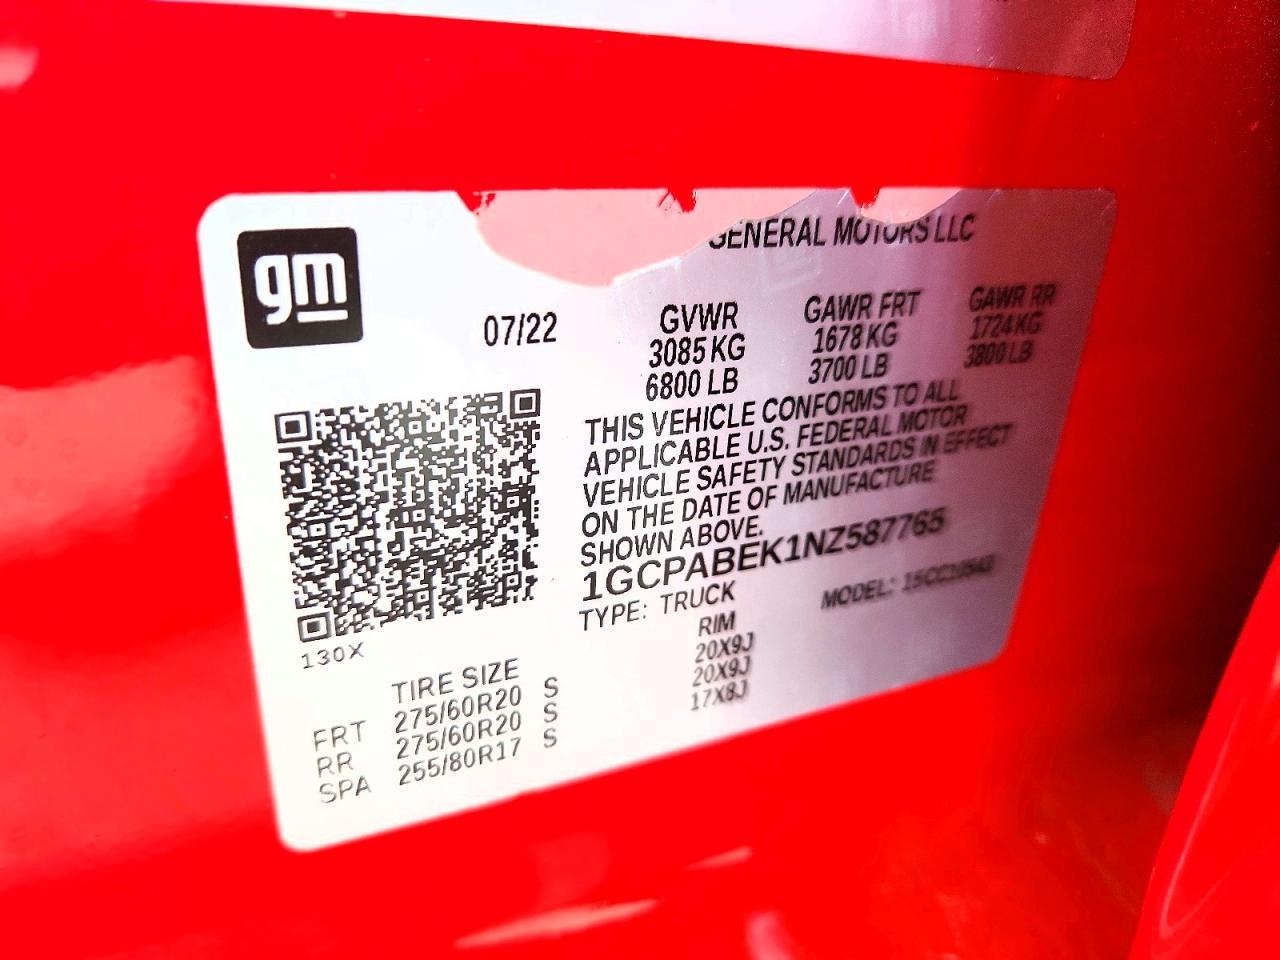 gm
GENERAL MOTORS LLC
07/22
GVWR GAWR FRT GAWR RR
3085 KG 1678 KG 1724 KG
6800 LB 3700 LB 3800 LB
THIS VEHICLE CONFORMS TO ALL
APPLICABLE U.S. FEDERAL MOTOR
VEHICLE SAFETY STANDARDS IN EFFECT
ON THE DATE OF MANUFACTURE
SHOWN ABOVE.
1GCPABEK1NZ587765
TYPE: TRUCK MODEL:
130X
TIRE SIZE RIM
FRT 275/60R20 S 20X9J
RR 275/60R20 S 20X9J
SPA 255/80R17 S 17X8J